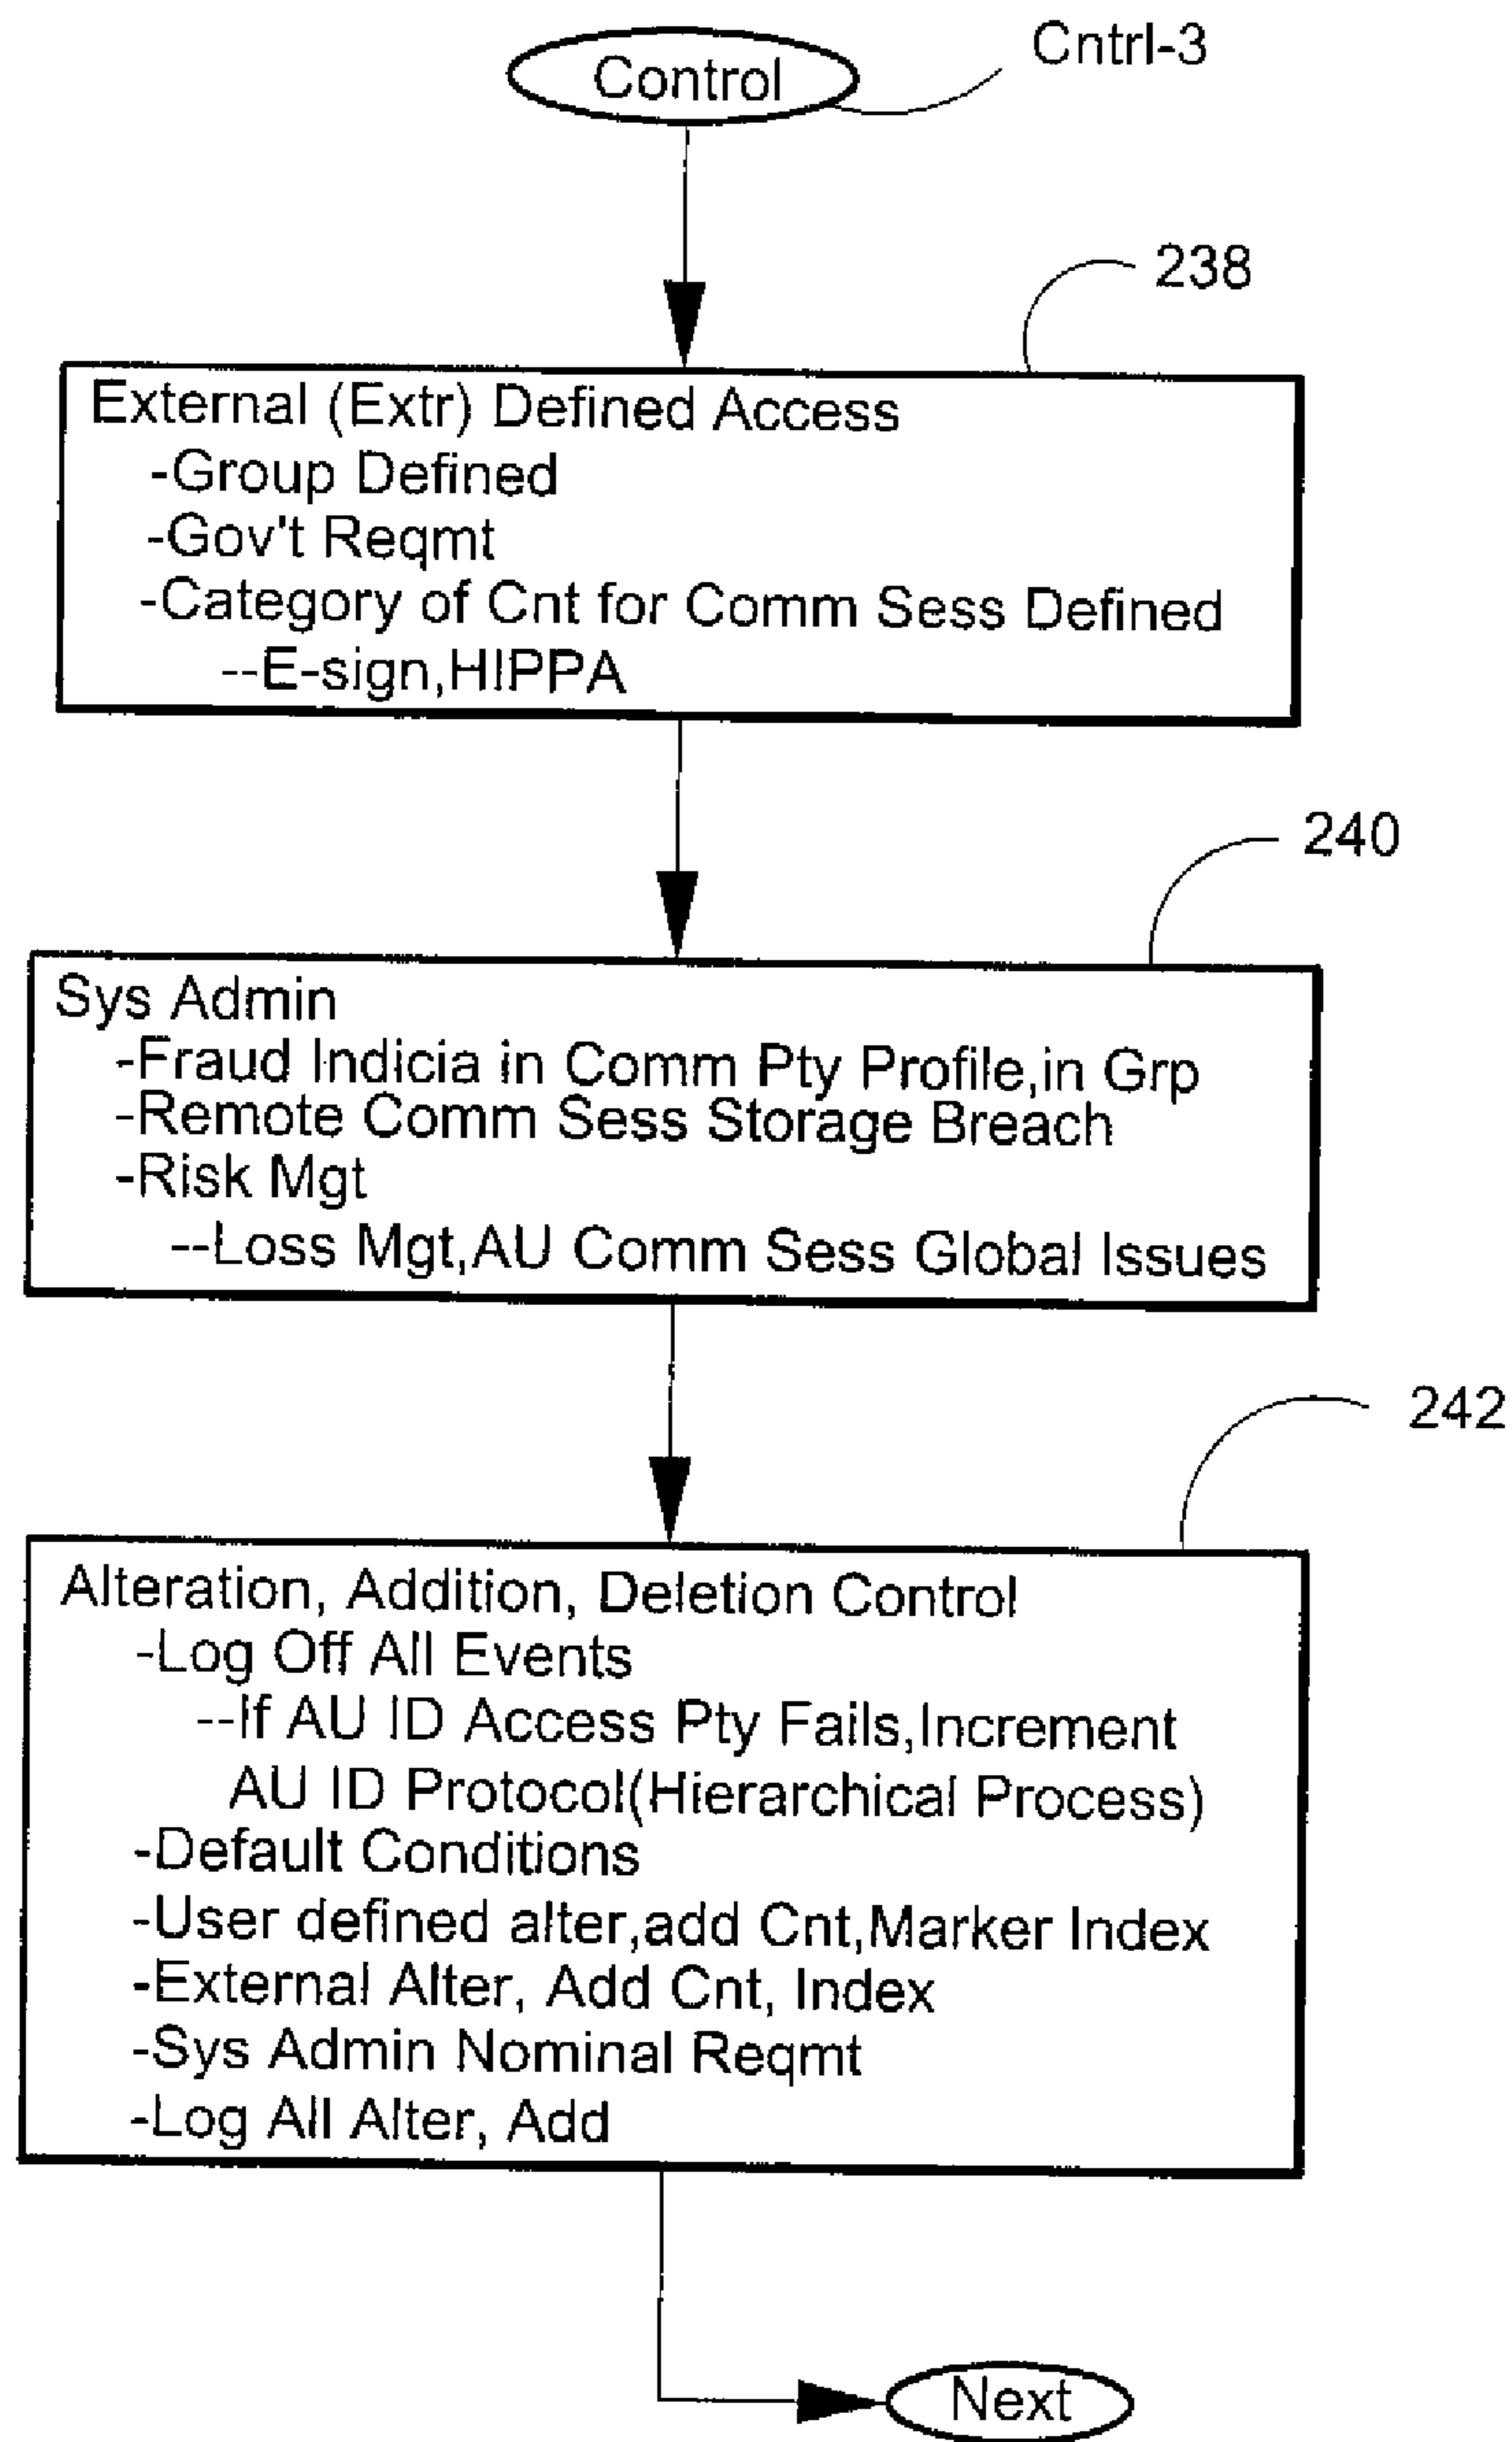 Control
Cntrl-3
238
External (Extr) Defined Access
-Group Defined
-Gov't Reqmt
-Category of Cnt for Comm Sess Defined
--E-sign,HIPPA
240
Sys Admin
-Fraud Indicia in Comm Pty Profile,in Grp
-Remote Comm Sess Storage Breach
-Risk Mgt
--Loss Mgt,AU Comm Sess Global Issues
242
Alteration, Addition, Deletion Control
-Log Off All Events
--If AU ID Access Pty Fails,Increment
AU ID Protocol(Hierarchical Process)
-Default Conditions
-User defined alter,add Cnt,Marker Index
-External Alter, Add Cnt, Index
-Sys Admin Nominal Reqmt
-Log All Alter, Add
Next